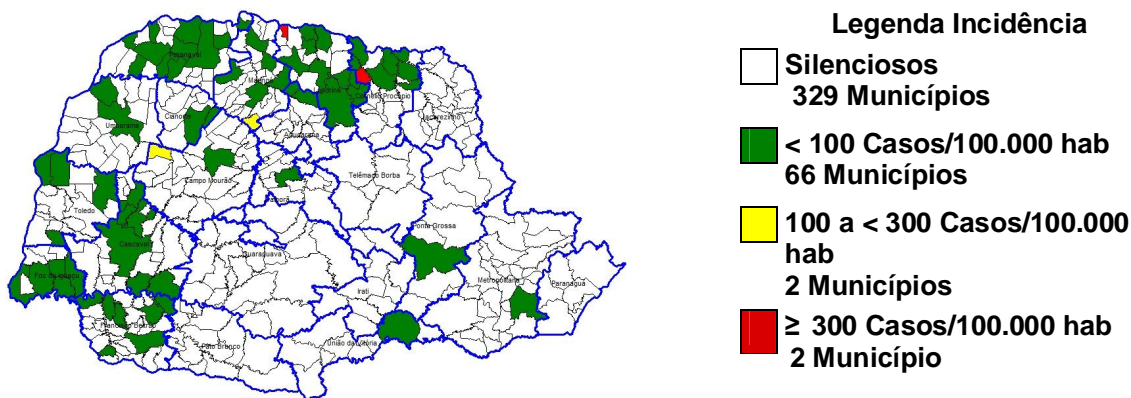 Legenda Incidência
Silenciosos
329 Municípios
< 100 Casos/100.000 hab
66 Municípios
100 a < 300 Casos/100.000
hab
2 Municípios
≥ 300 Casos/100.000 hab
2 Município
Paranavaí
Maringá
Londrina
Cornélio Procópio
Jacarezinho
Umuarama
Cianorte
Apucarana
Campo Mourão
Ivaiporã
Telêmaco Borba
Toledo
Cascavel
Ponta Grossa
Guarapuava
Foz do Iguaçu
Metropolitana
Paranaguá
Irati
Francisco Beltrão
Pato Branco
União da Vitória